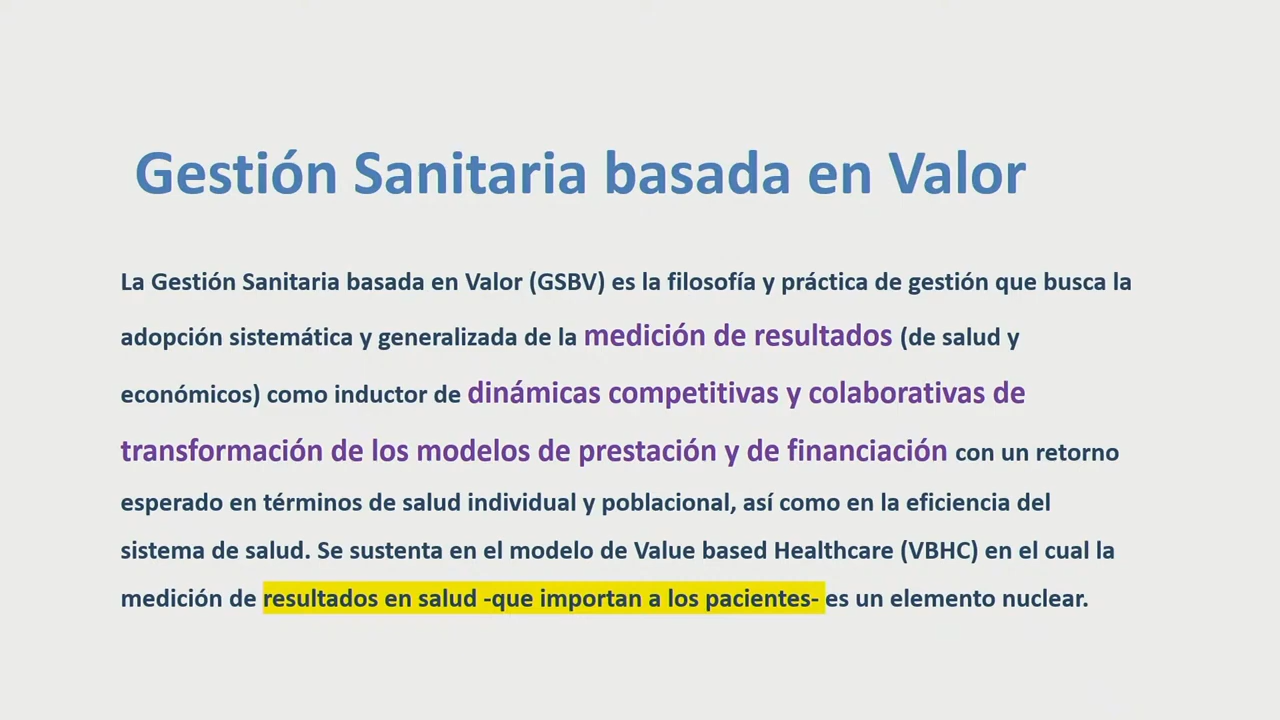 Gestión Sanitaria basada en Valor
La Gestión Sanitaria basada en Valor (GSBV) es la filosofía y práctica de gestión que busca la
adopción sistemática y generalizada de la medición de resultados (de salud y
económicos) como inductor de dinámicas competitivas y colaborativas de
transformación de los modelos de prestación y de financiación con un retorno
esperado en términos de salud individual y poblacional, así como en la eficiencia del
sistema de salud. Se sustenta en el modelo de Value based Healthcare (VBHC) en el cual la
medición de resultados en salud -que importan a los pacientes- es un elemento nuclear.